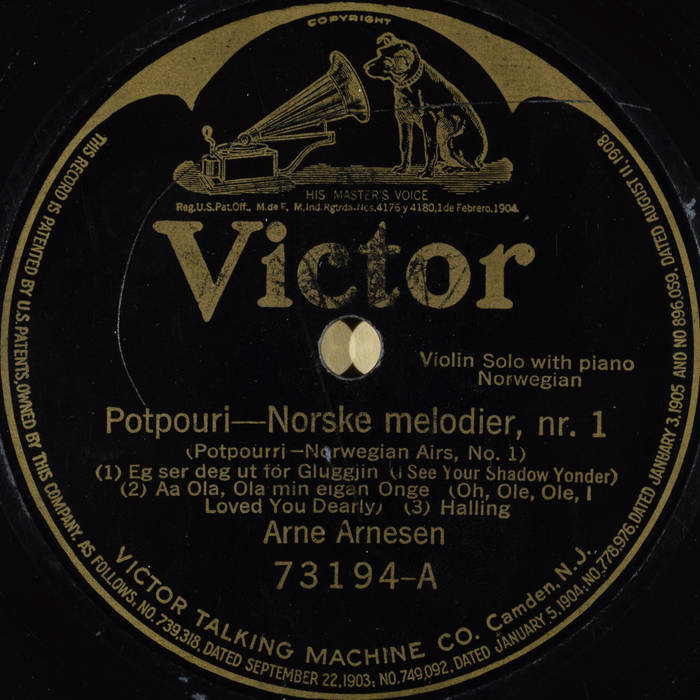 COPYRIGHT
HIS MASTER'S VOICE
Reg.U.S.Pat.Off., M.de F. M.Ind.Rgtrda.Nos.4176 y 4180,1 de Febrero,1904.
Victor
Violin Solo with piano
Norwegian
Potpouri—Norske melodier, nr. 1
(Potpourri—Norwegian Airs, No. 1)
(1) Eg ser deg ut fór Gluggjin (I See Your Shadow Yonder)
(2) Aa Ola, Ola min eigan Onge (Oh, Ole, Ole, I
Loved You Dearly) (3) Halling
Arne Arnesen
73194-A
VICTOR TALKING MACHINE CO. Camden, N.J.
THIS RECORD IS PATENTED BY U.S. PATENTS, OWNED BY THIS COMPANY, AS FOLLOWS: NO. 739,318, DATED SEPTEMBER 22, 1903; NO. 749,092, DATED JANUARY 5, 1904; NO. 778,976, DATED JANUARY 3, 1905 AND NO 896,059, DATED AUGUST 11, 1908.